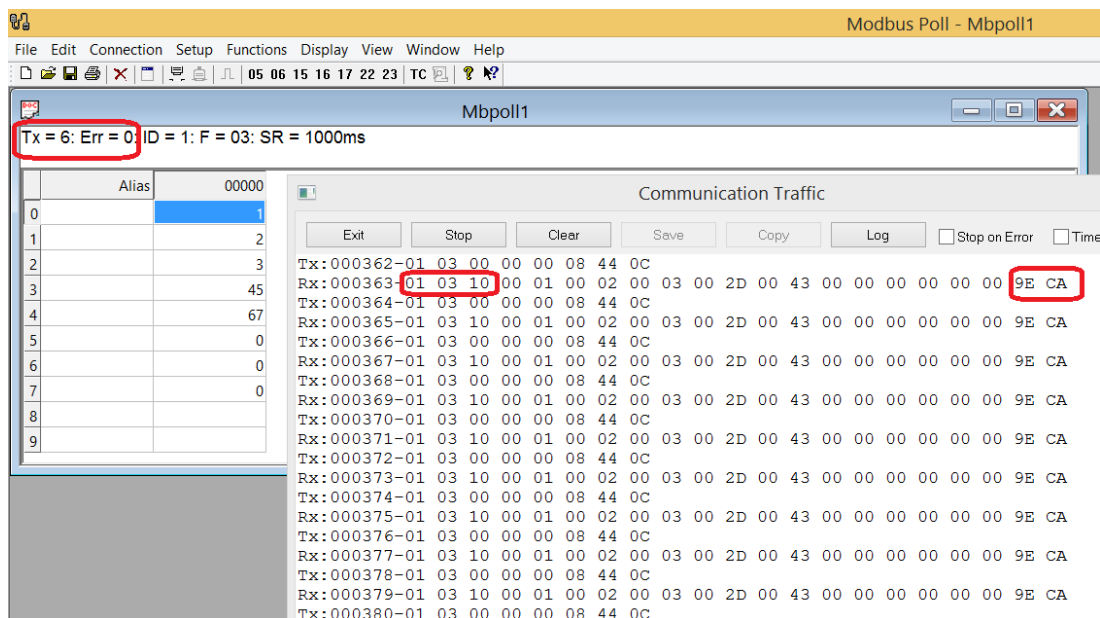 Modbus Poll - Mbpoll1
File Edit Connection Setup Functions Display View Window Help
05 06 15 16 17 22 23 TC
Mbpoll1
Tx = 6: Err = 0: ID = 1: F = 03: SR = 1000ms
Alias 00000
0 1
1 2
2 3
3 45
4 67
5 0
6 0
7 0
8
9
Communication Traffic
Exit Stop Clear Save Copy Log Stop on Error Time
Tx:000362-01 03 00 00 00 08 44 0C
Rx:000363-01 03 10 00 01 00 02 00 03 00 2D 00 43 00 00 00 00 00 00 9E CA
Tx:000364-01 03 00 00 00 08 44 0C
Rx:000365-01 03 10 00 01 00 02 00 03 00 2D 00 43 00 00 00 00 00 00 9E CA
Tx:000366-01 03 00 00 00 08 44 0C
Rx:000367-01 03 10 00 01 00 02 00 03 00 2D 00 43 00 00 00 00 00 00 9E CA
Tx:000368-01 03 00 00 00 08 44 0C
Rx:000369-01 03 10 00 01 00 02 00 03 00 2D 00 43 00 00 00 00 00 00 9E CA
Tx:000370-01 03 00 00 00 08 44 0C
Rx:000371-01 03 10 00 01 00 02 00 03 00 2D 00 43 00 00 00 00 00 00 9E CA
Tx:000372-01 03 00 00 00 08 44 0C
Rx:000373-01 03 10 00 01 00 02 00 03 00 2D 00 43 00 00 00 00 00 00 9E CA
Tx:000374-01 03 00 00 00 08 44 0C
Rx:000375-01 03 10 00 01 00 02 00 03 00 2D 00 43 00 00 00 00 00 00 9E CA
Tx:000376-01 03 00 00 00 08 44 0C
Rx:000377-01 03 10 00 01 00 02 00 03 00 2D 00 43 00 00 00 00 00 00 9E CA
Tx:000378-01 03 00 00 00 08 44 0C
Rx:000379-01 03 10 00 01 00 02 00 03 00 2D 00 43 00 00 00 00 00 00 9E CA
Tx:000380-01 03 00 00 00 08 44 0C